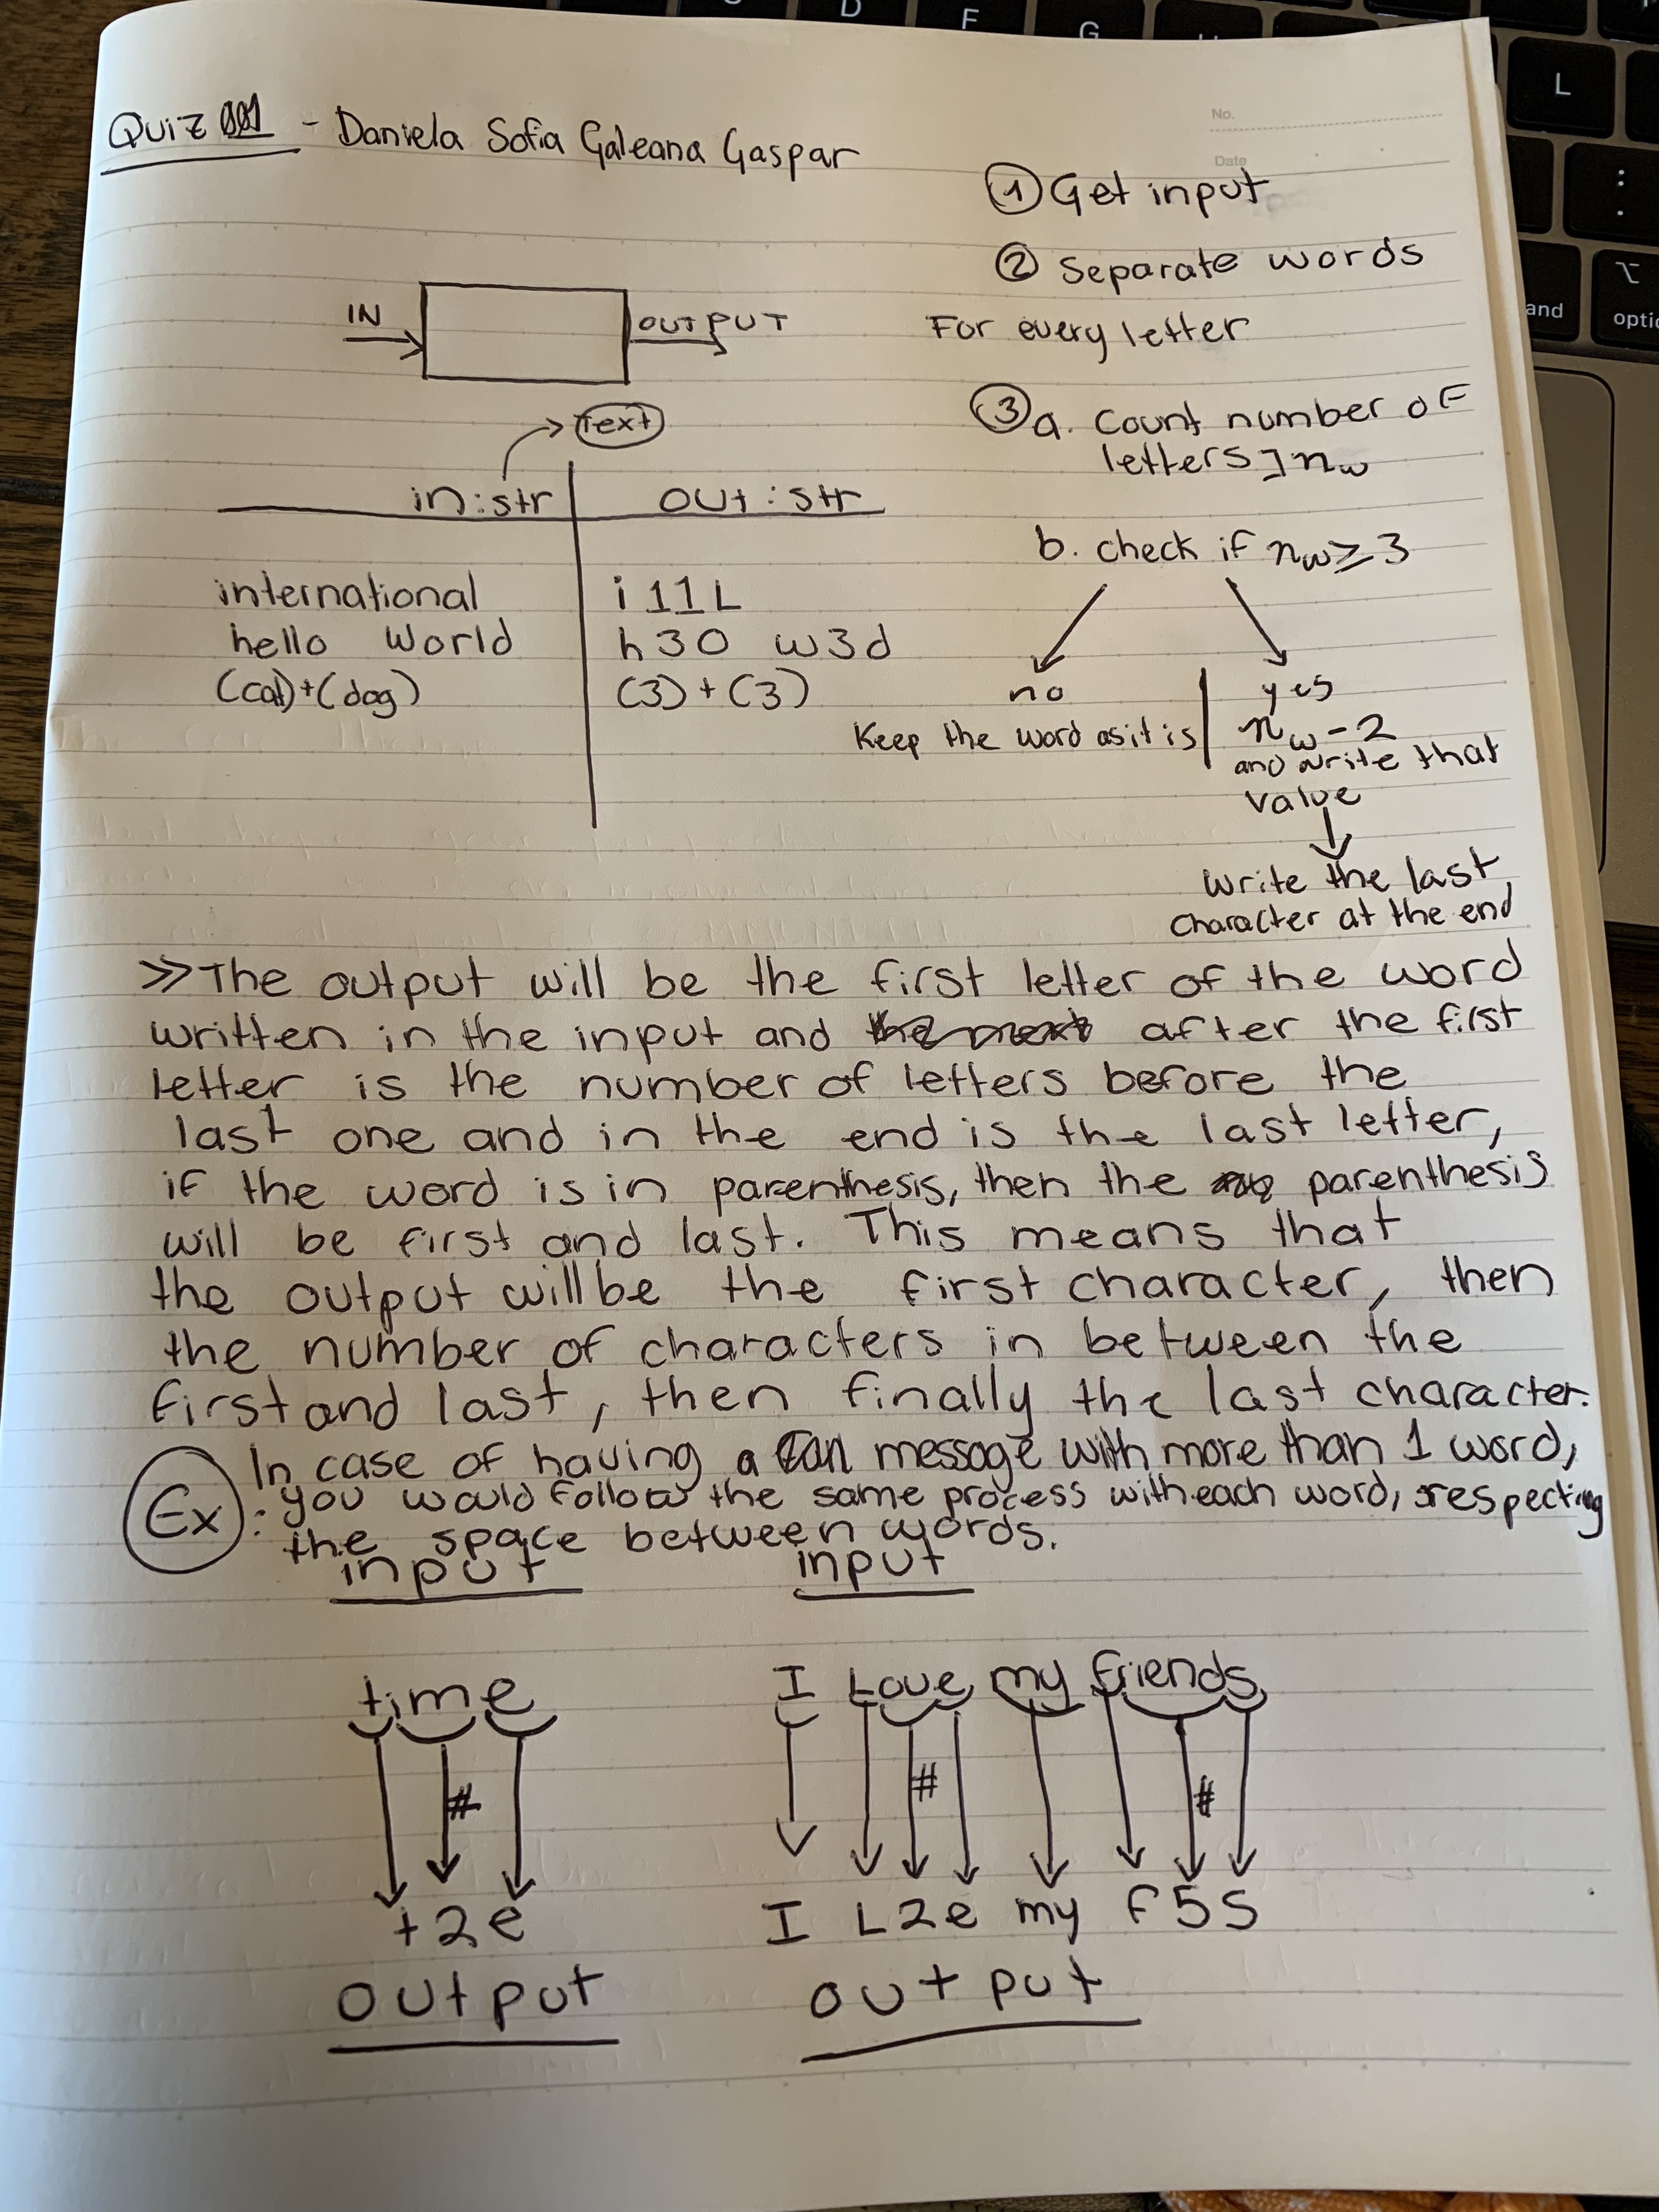 Quiz 001 - Daniela Sofia Galeana Gaspar
No.
Date
① Get input
② Separate words
For every letter
③ a. Count number of
letters ] nw
b. check if nw ≥ 3
no
Keep the word as it is
yes
nw - 2
and write that
value
write the last
character at the end
IN
OUTPUT
Text
in : str
out : str
international
i 11 L
hello World
h3O w3d
(cat)+(dog)
(3)+(3)
>> The output will be the first letter of the word
written in the input and after the first
letter is the number of letters before the
last one and in the end is the last letter,
if the word is in parenthesis, then the parenthesis
will be first and last. This means that
the output will be the first character, then
the number of characters in between the
first and last, then finally the last character.
In case of having a message with more than 1 word,
Ex : you would follow the same process with each word, respecting
the space between words.
input
input
time
I Love my friends
#
#
#
t2e
I L2e my f5s
output
output
D
F
G
L
:
;
⌥
and
optio